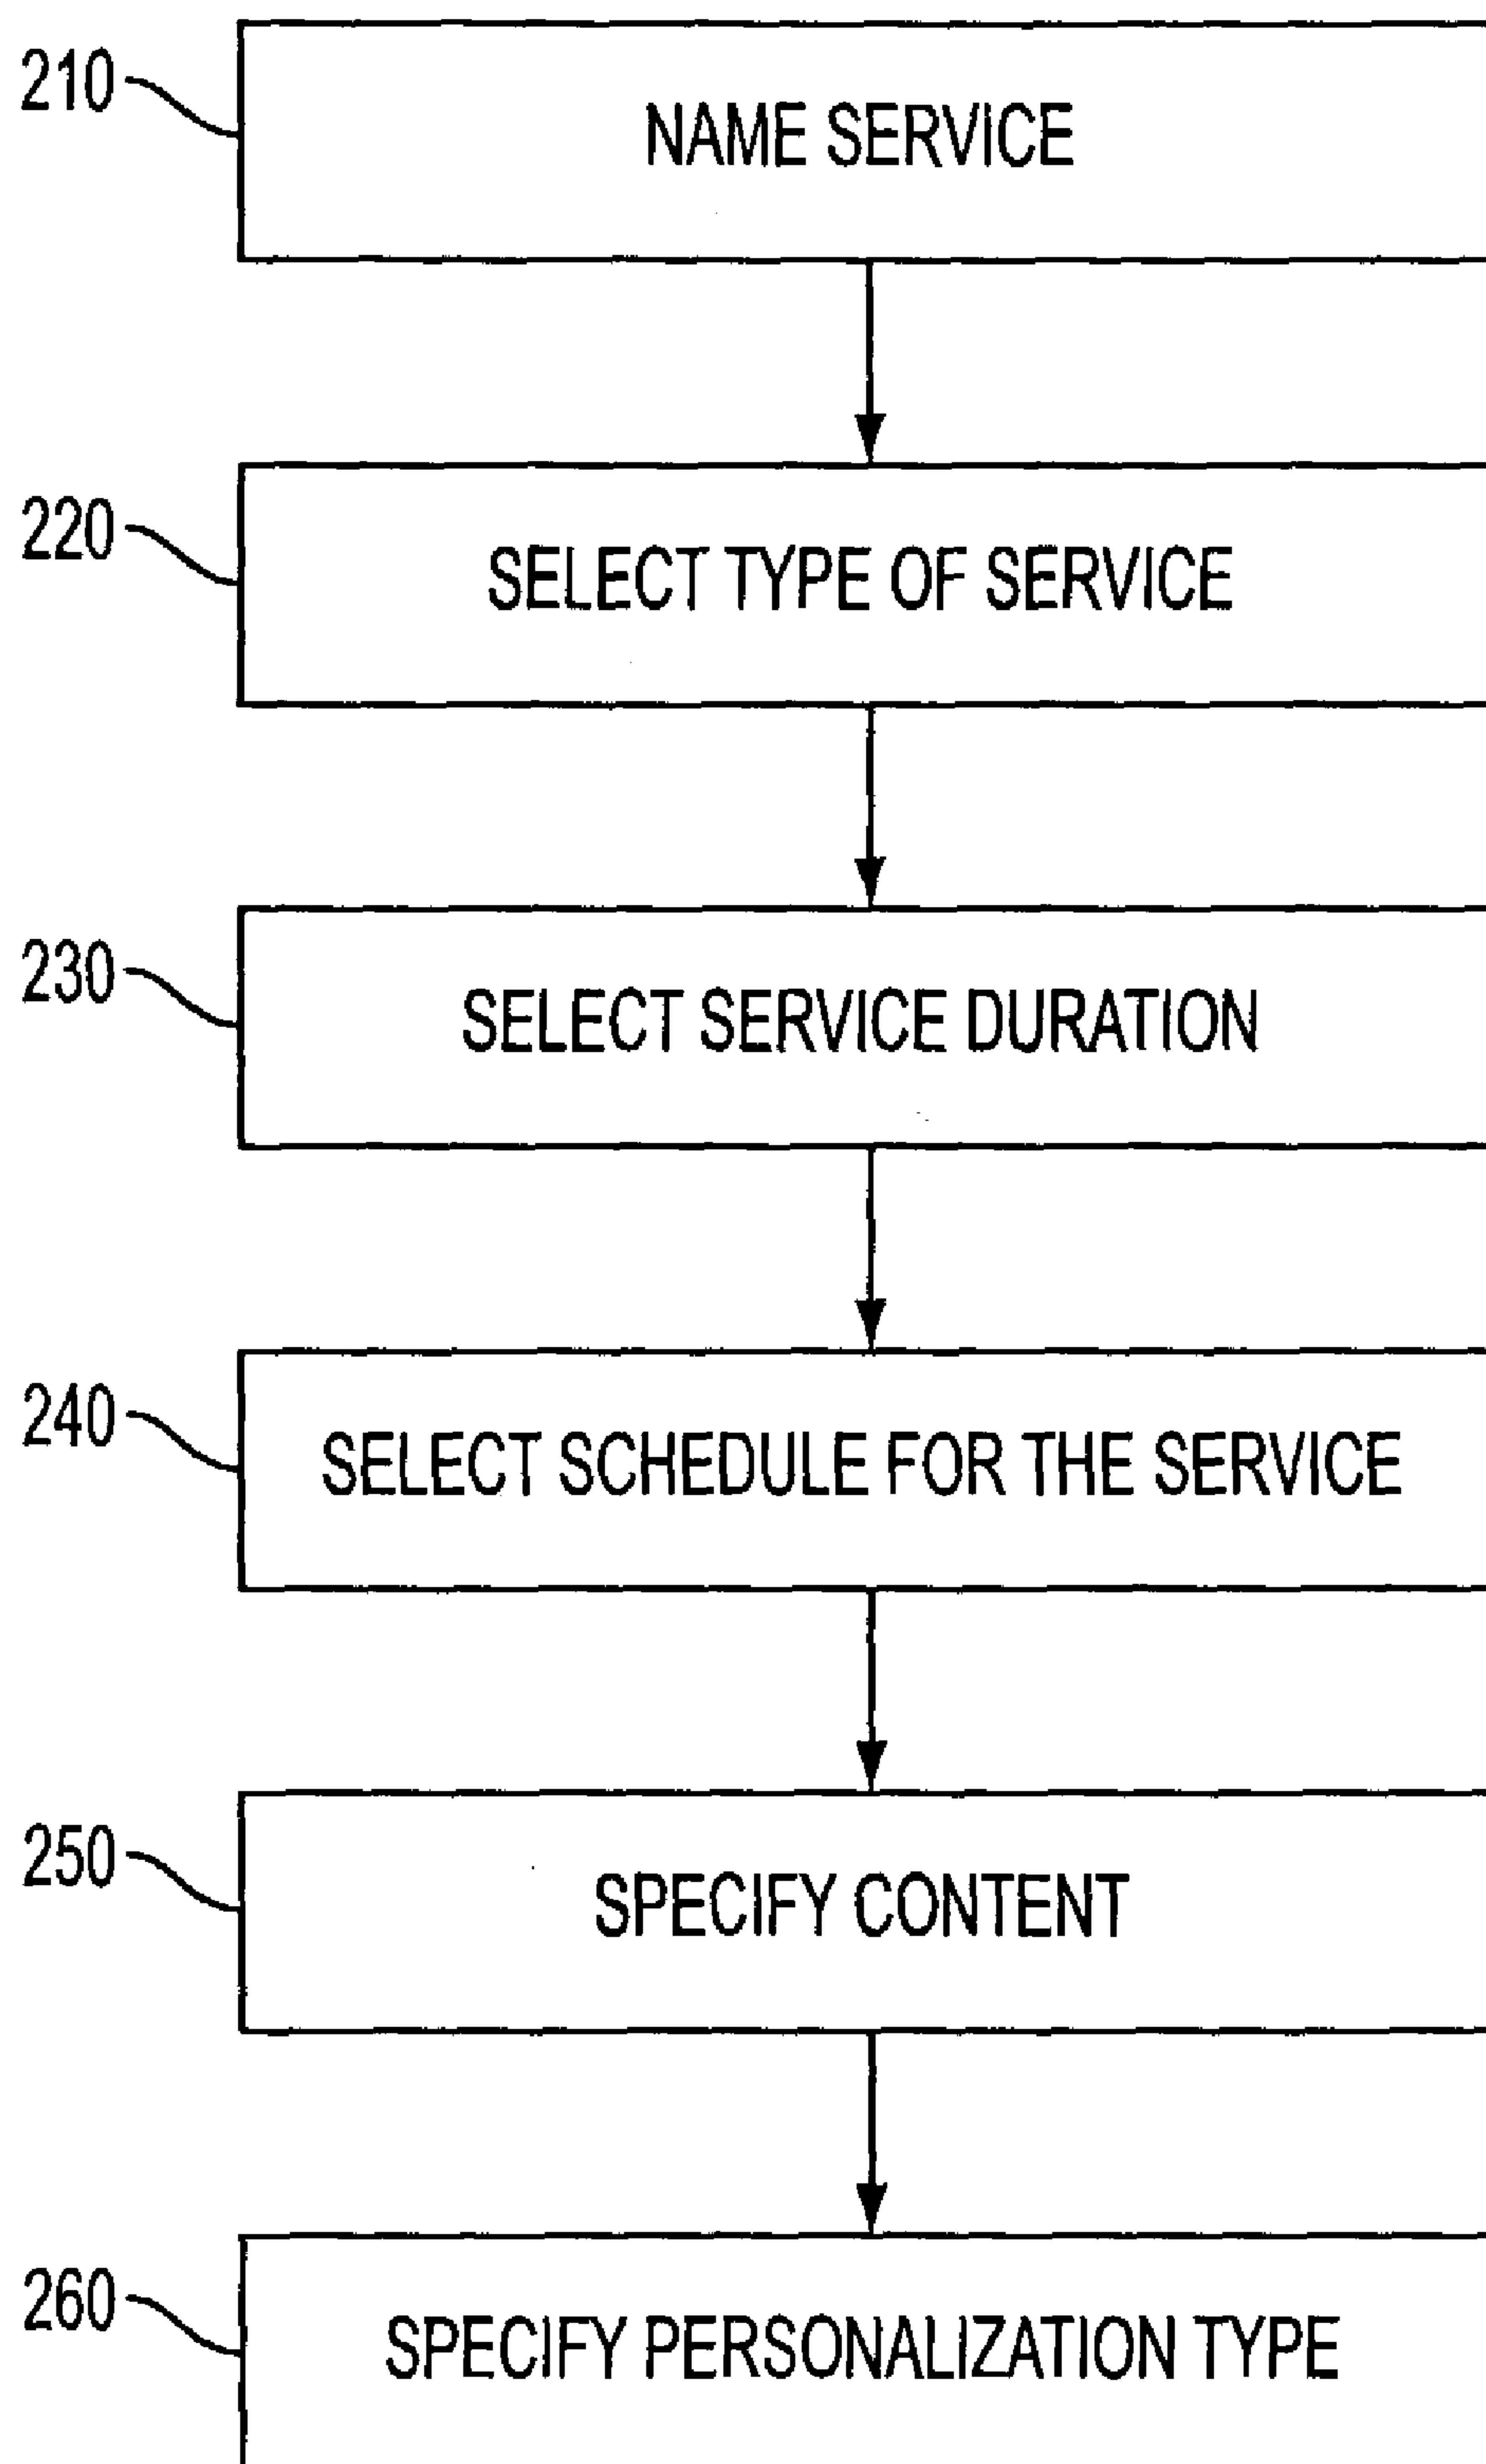 210
NAME SERVICE
220
SELECT TYPE OF SERVICE
230
SELECT SERVICE DURATION
240
SELECT SCHEDULE FOR THE SERVICE
250
SPECIFY CONTENT
260
SPECIFY PERSONALIZATION TYPE